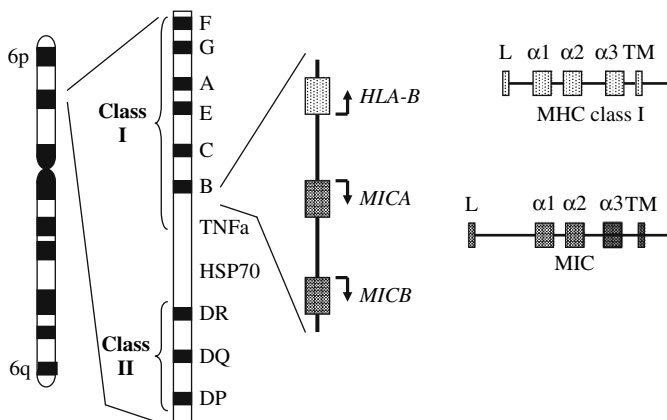 6p
6q
F
G
A
E
C
B
TNFa
HSP70
DR
DQ
DP
Class
I
Class
II
HLA-B
MICA
MICB
L α1 α2 α3 TM
MHC class I
L α1 α2 α3 TM
MIC